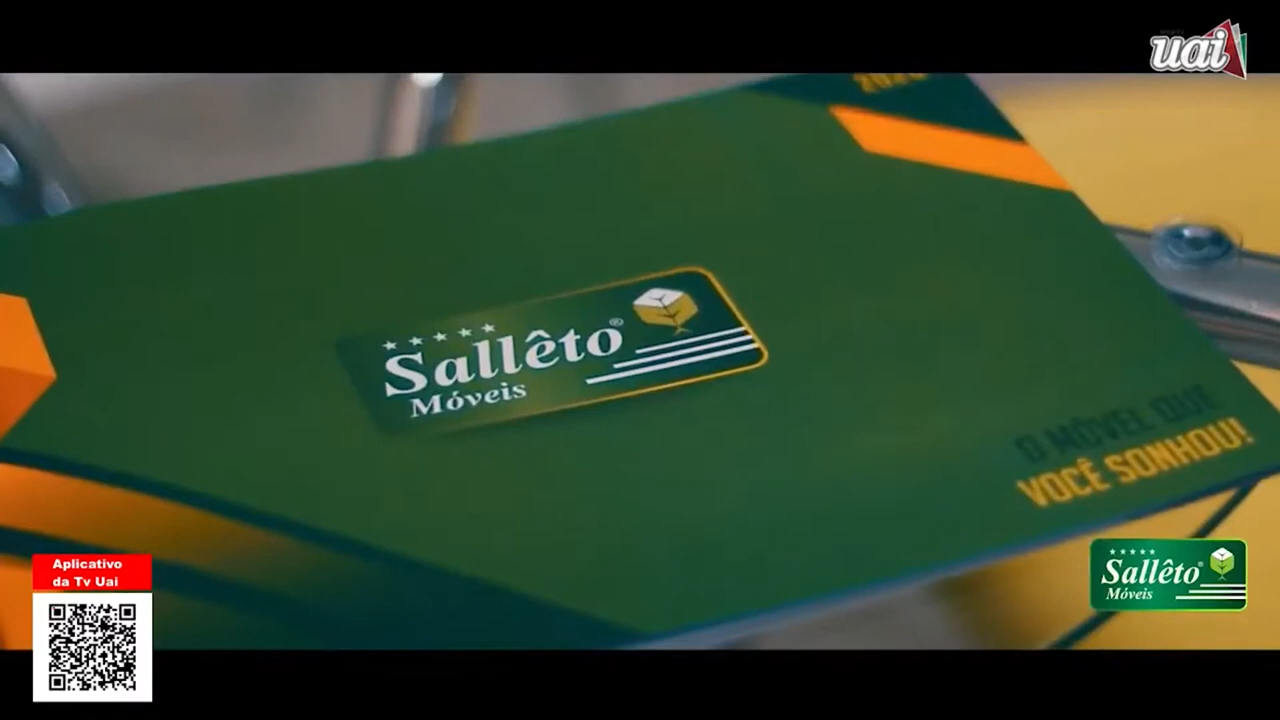 uai
Sallêto®
Móveis
O MÓVEL QUE
VOCÊ SONHOU!
Aplicativo
da Tv Uai
Sallêto®
Móveis